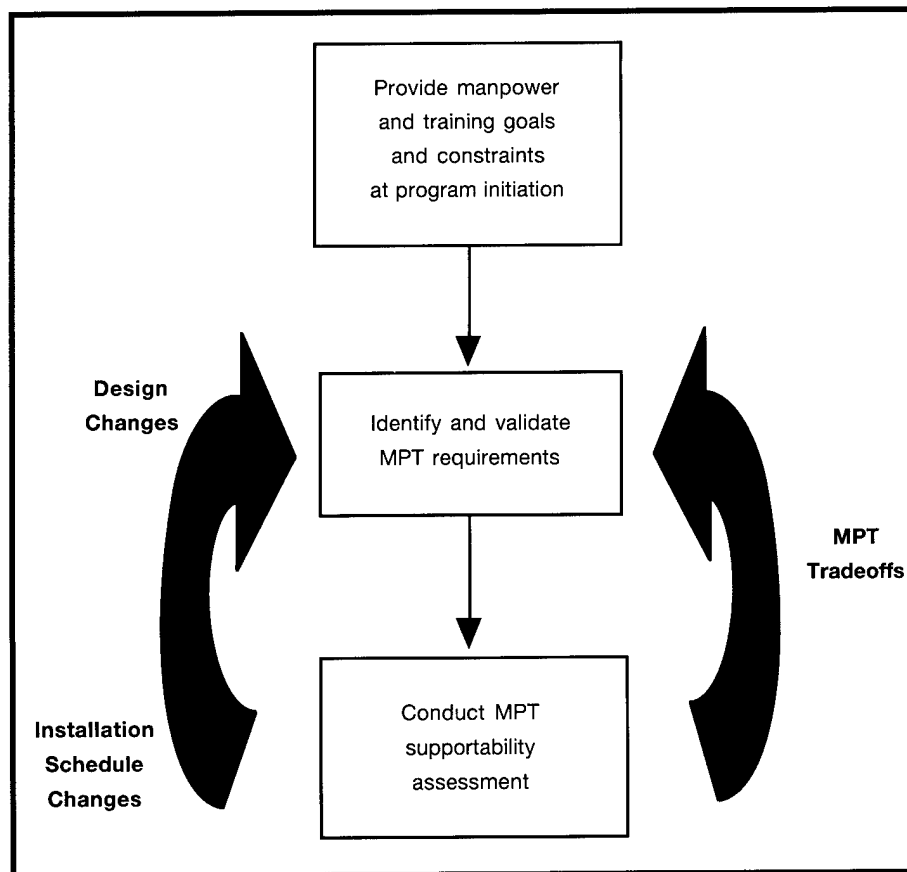 Provide manpower
and training goals
and constraints
at program initiation
Design
Changes
Identify and validate
MPT requirements
MPT
Tradeoffs
Installation
Schedule
Changes
Conduct MPT
supportability
assessment